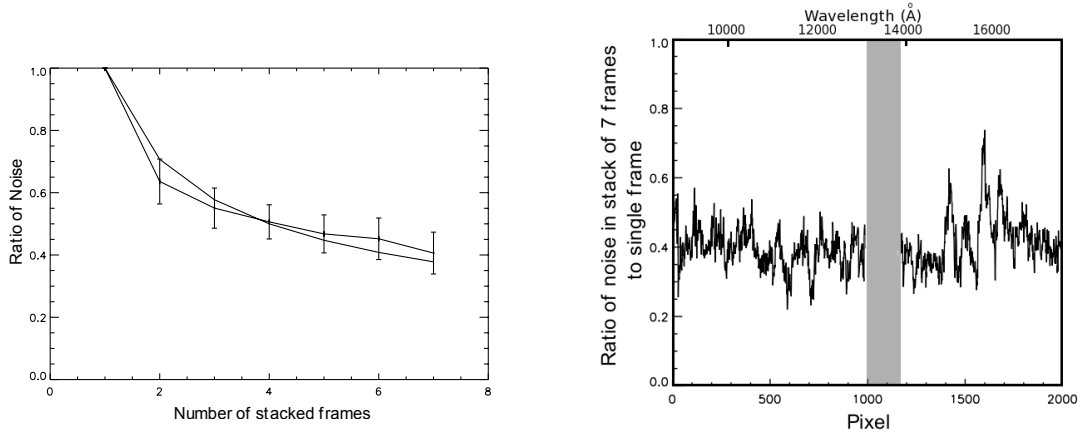 1.0
0.8
0.6
0.4
0.2
0.0
Ratio of Noise
0 2 4 6 8
Number of stacked frames
Wavelength (Å)
10000 12000 14000 16000
Ratio of noise in stack of 7 frames
to single frame
1.0
0.8
0.6
0.4
0.2
0.0
0 500 1000 1500 2000
Pixel